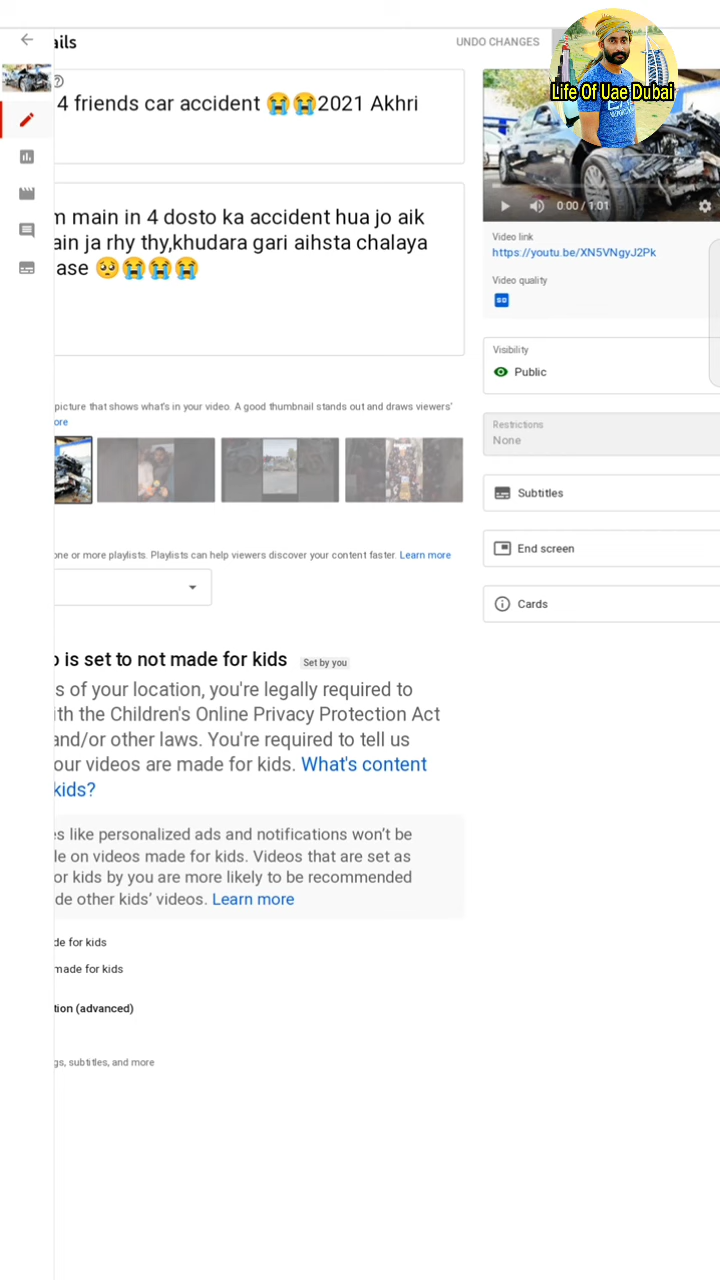 ails
UNDO CHANGES
Life Of Uae Dubai
4 friends car accident 😭😭2021 Akhri
m main in 4 dosto ka accident hua jo aik
ain ja rhy thy,khudara gari aihsta chalaya
ase 🥺😭😭😭
0:00 / 1:01
Video link
https://youtu.be/XN5VNgyJ2Pk
Video quality
SD
Visibility
Public
Restrictions
None
Subtitles
End screen
Cards
picture that shows what's in your video. A good thumbnail stands out and draws viewers'
ore
one or more playlists. Playlists can help viewers discover your content faster. Learn more
o is set to not made for kids Set by you
s of your location, you're legally required to
ith the Children's Online Privacy Protection Act
and/or other laws. You're required to tell us
our videos are made for kids. What's content
kids?
es like personalized ads and notifications won't be
le on videos made for kids. Videos that are set as
or kids by you are more likely to be recommended
de other kids' videos. Learn more
de for kids
made for kids
tion (advanced)
gs, subtitles, and more